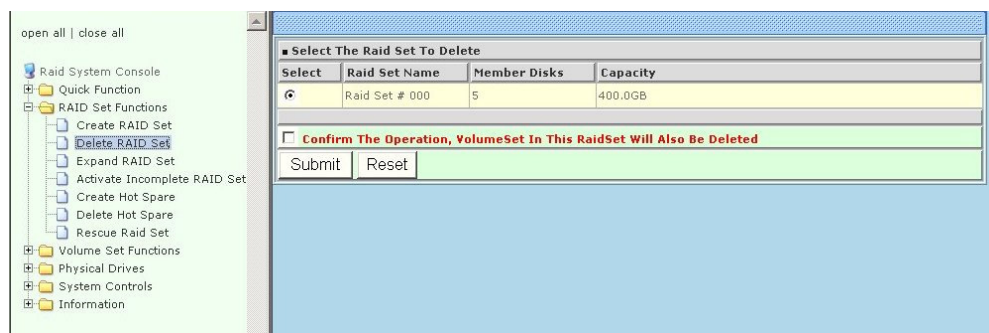 open all | close all
Raid System Console
Quick Function
RAID Set Functions
Create RAID Set
Delete RAID Set
Expand RAID Set
Activate Incomplete RAID Set
Create Hot Spare
Delete Hot Spare
Rescue Raid Set
Volume Set Functions
Physical Drives
System Controls
Information
Select The Raid Set To Delete
Select Raid Set Name Member Disks Capacity
Raid Set # 000 5 400.0GB
Confirm The Operation, VolumeSet In This RaidSet Will Also Be Deleted
Submit Reset